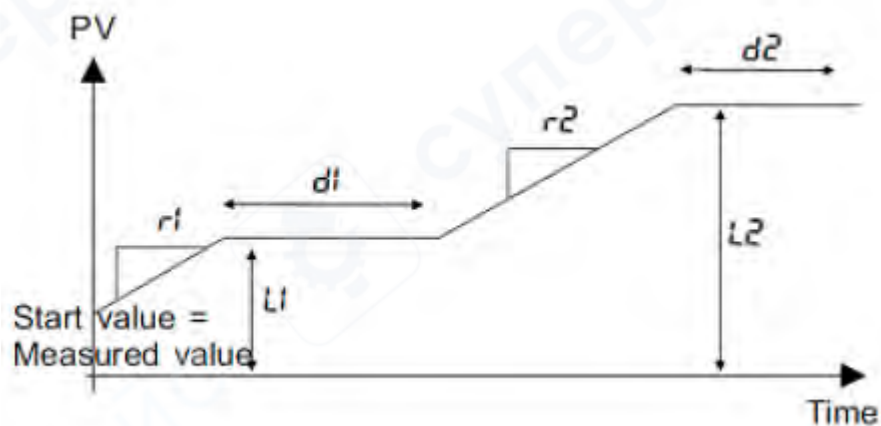 PV
d2
r2
d1
r1
L2
L1
Start value =
Measured value
Time